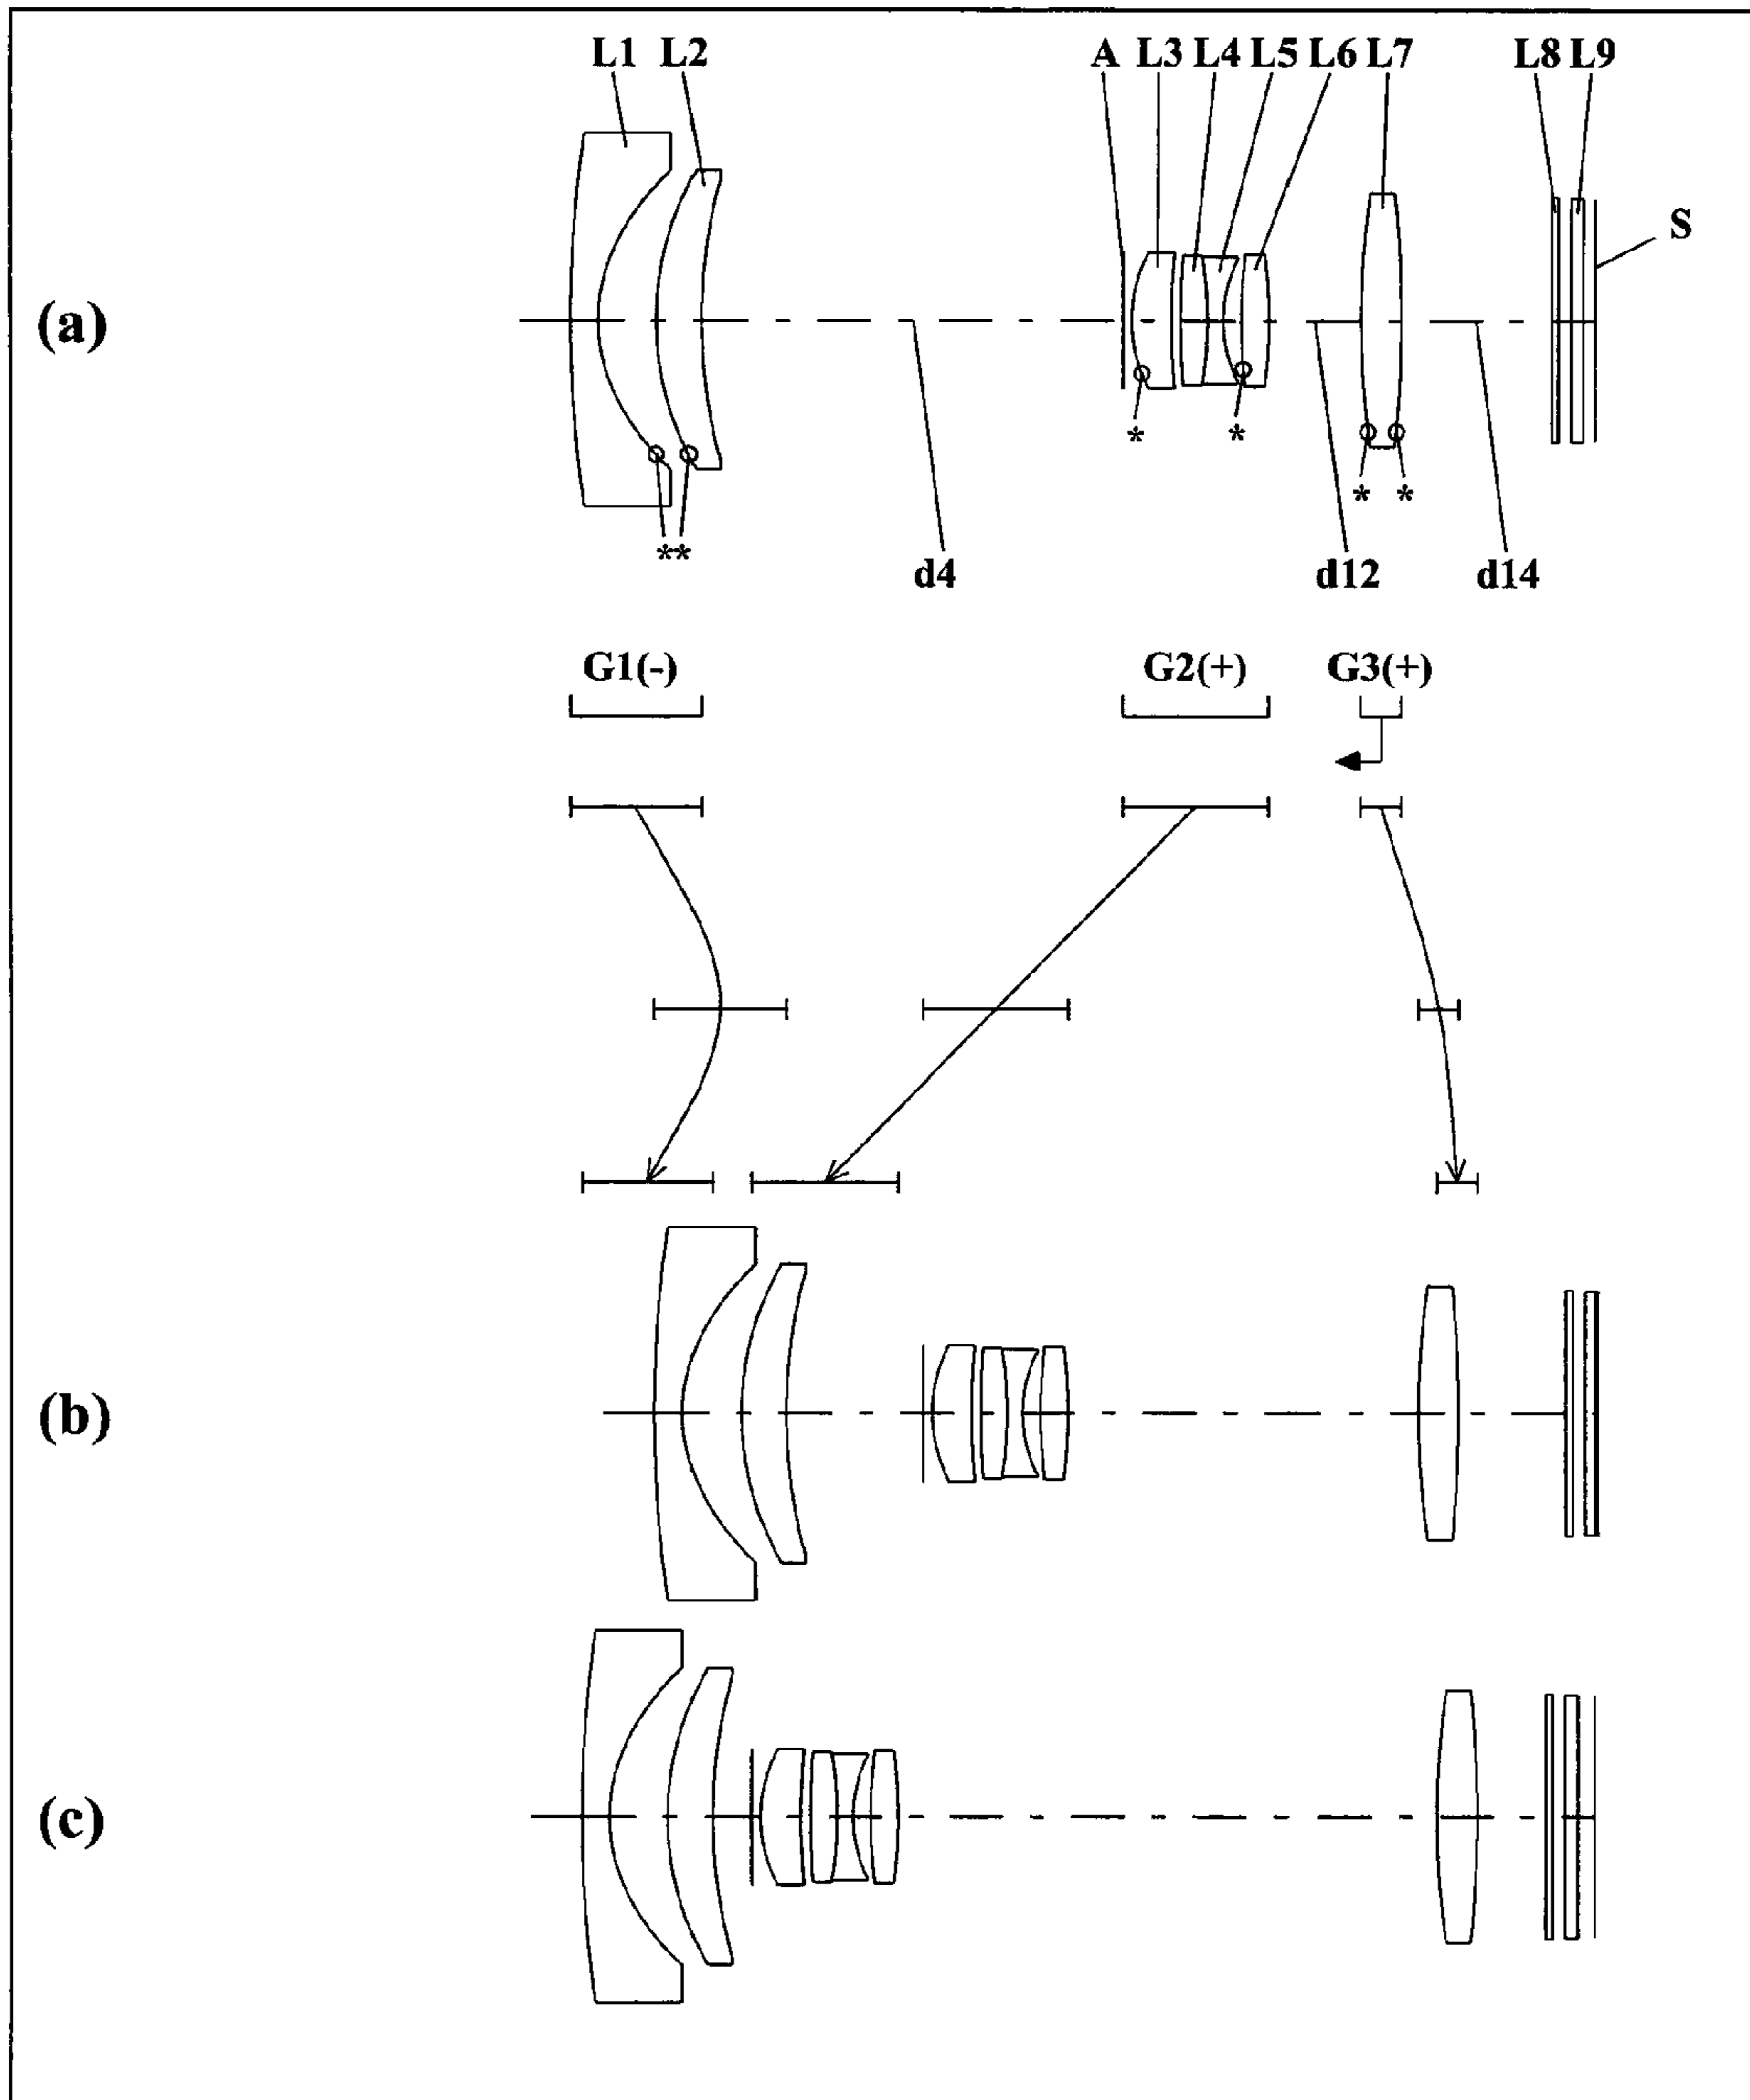 L1 L2 A L3 L4 L5 L6 L7 L8 L9
S
(a)
* *
* *
**
d4 d12 d14
G1(-) G2(+) G3(+)
(b)
(c)